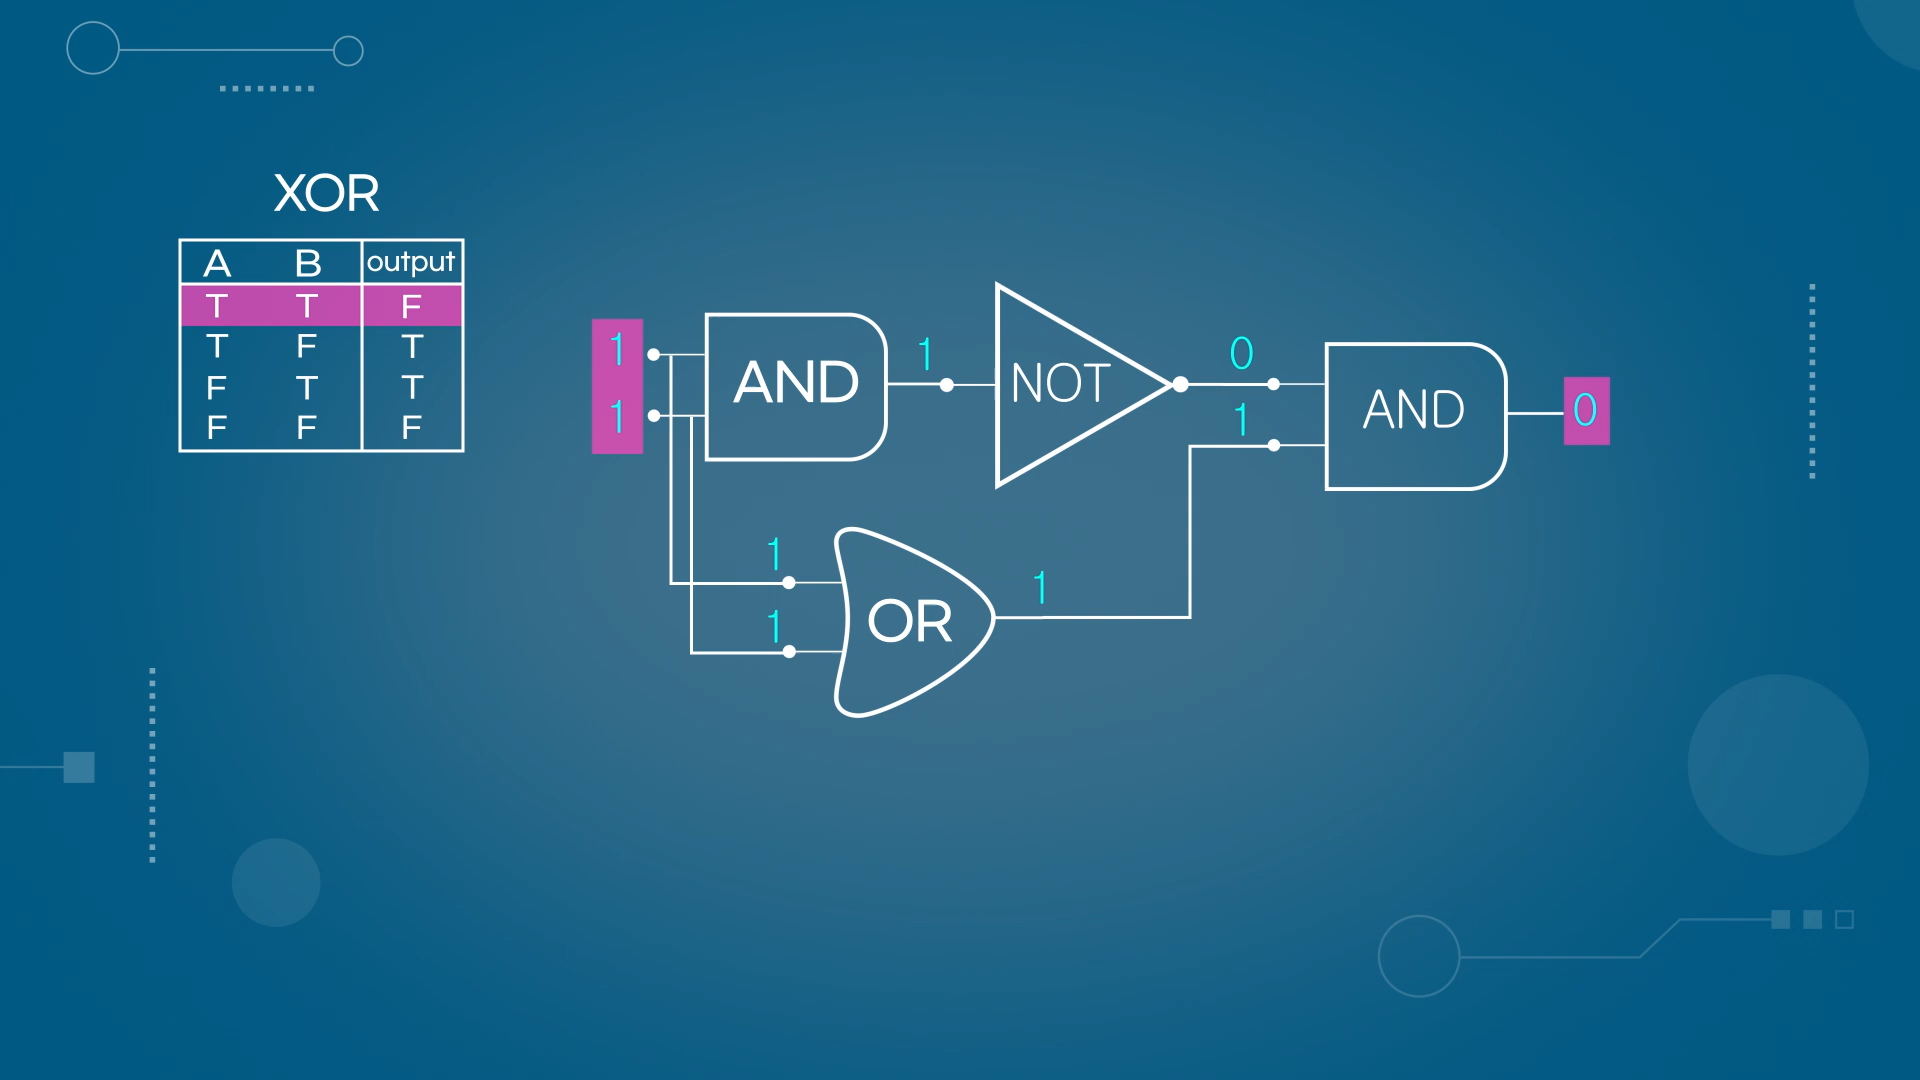 XOR
A B output
T T F
T F T
F T T
F F F
1
1
AND
1
NOT
0
1
AND
0
1
1
OR
1